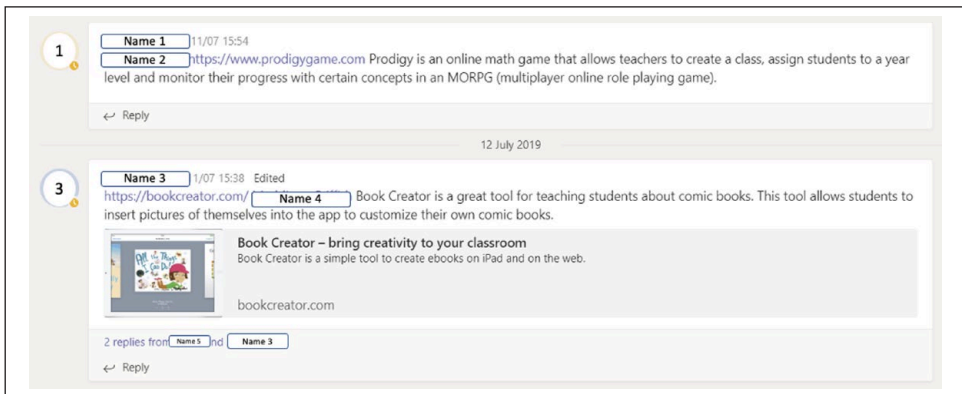 1
Name 1 11/07 15:54
Name 2 https://www.prodigygame.com Prodigy is an online math game that allows teachers to create a class, assign students to a year
level and monitor their progress with certain concepts in an MORPG (multiplayer online role playing game).
Reply
12 July 2019
3
Name 3 1/07 15:38 Edited
https://bookcreator.com/ Name 4 Book Creator is a great tool for teaching students about comic books. This tool allows students to
insert pictures of themselves into the app to customize their own comic books.
Book Creator – bring creativity to your classroom
Book Creator is a simple tool to create ebooks on iPad and on the web.
bookcreator.com
2 replies from Name 5 nd Name 3
Reply